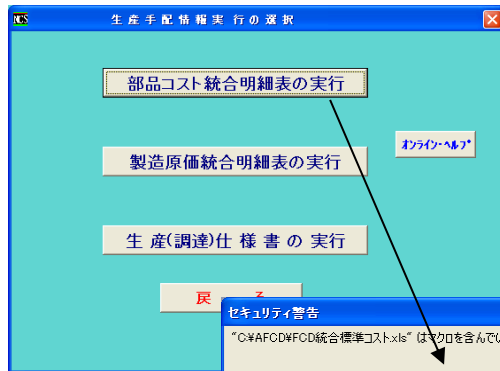 NCS 生産手配情報実行の選択
部品コスト統合明細表の実行
オンライン・ヘルプ
製造原価統合明細表の実行
生 産(調達)仕 様 書 の 実行
戻
セキュリティ警告
"C:¥AFCD¥FCD統合標準コスト.xls" はマクロを含んでい